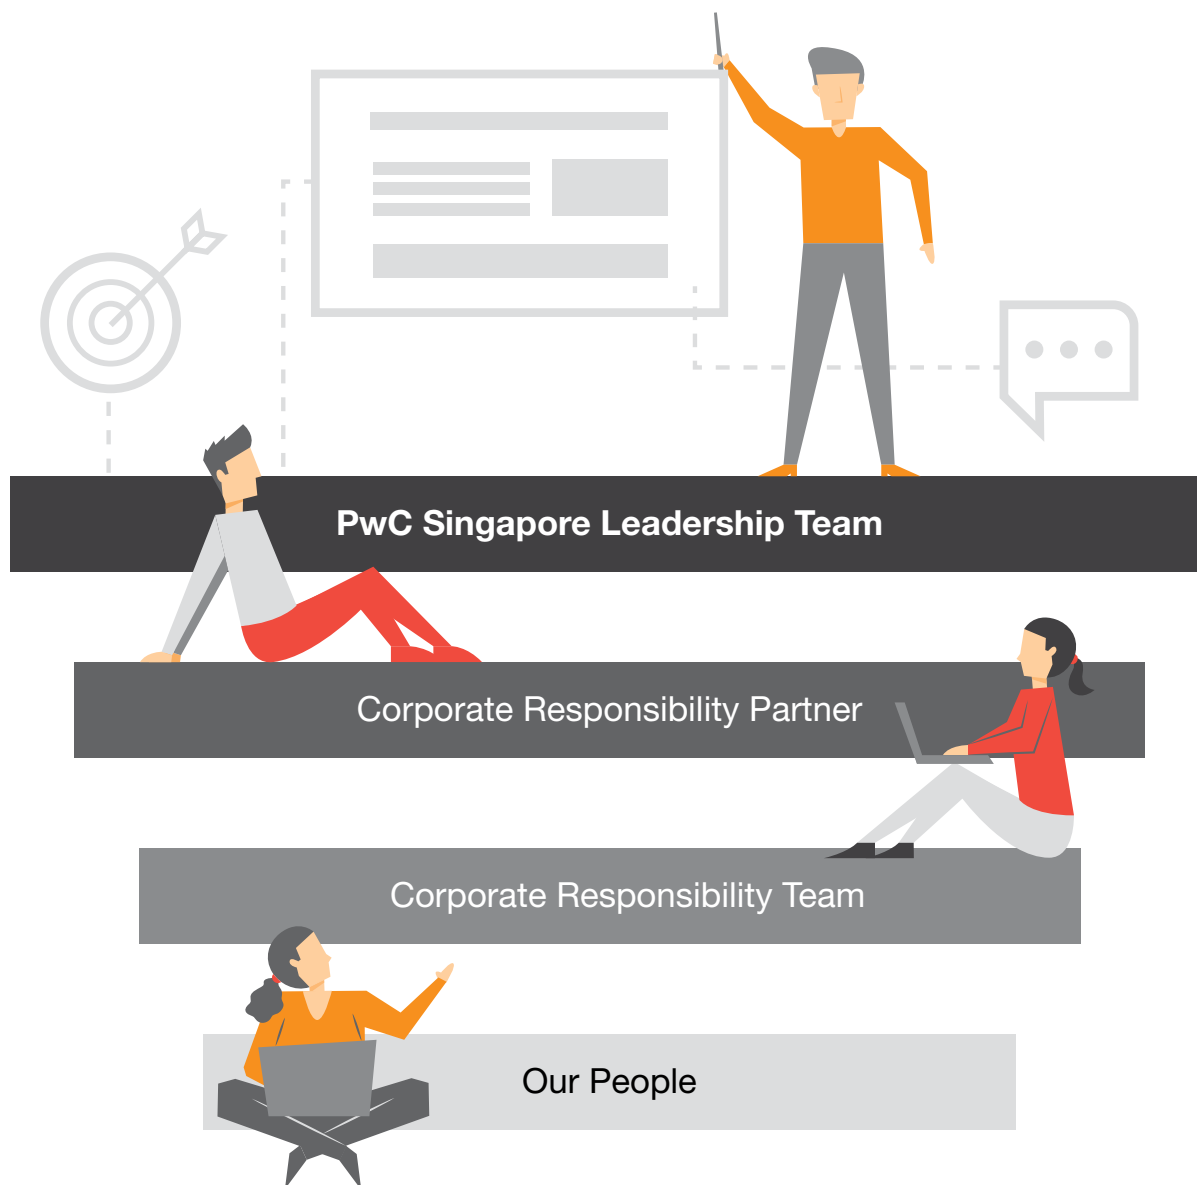 PwC Singapore Leadership Team
Corporate Responsibility Partner
Corporate Responsibility Team
Our People